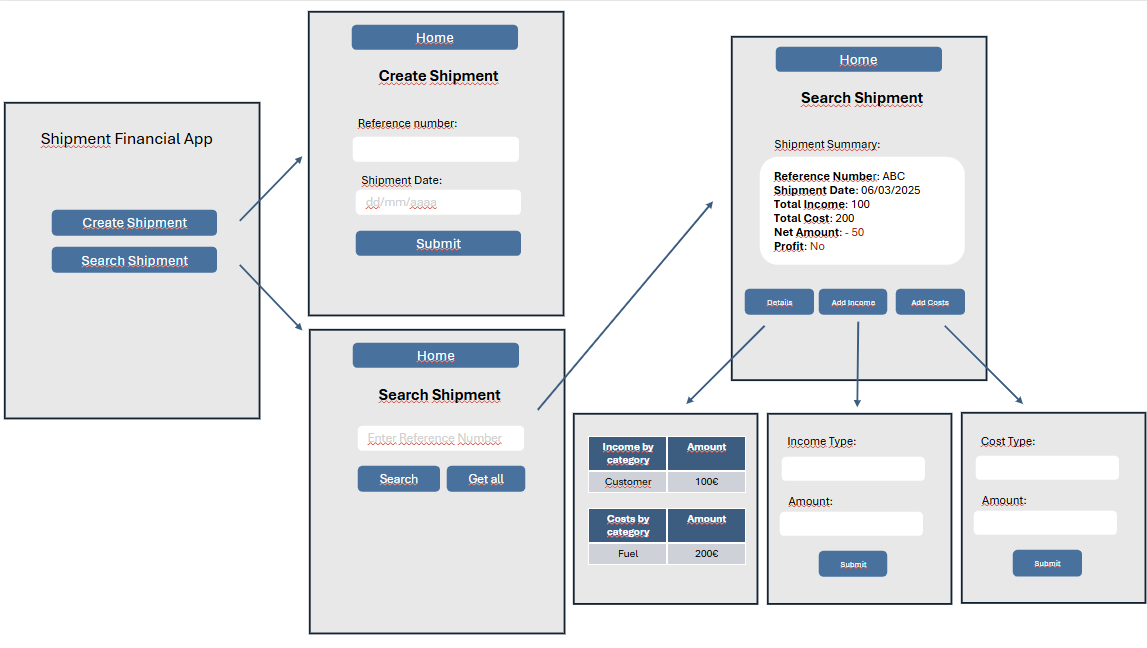 Shipment Financial App
Create Shipment
Search Shipment
Home
Create Shipment
Reference number:
Shipment Date:
dd/mm/aaaa
Submit
Home
Search Shipment
Enter Reference Number
Search
Get all
Home
Search Shipment
Shipment Summary:
Reference Number: ABC
Shipment Date: 06/03/2025
Total Income: 100
Total Cost: 200
Net Amount: - 50
Profit: No
Details
Add Income
Add Costs
Income by category
Amount
Customer
100€
Costs by category
Amount
Fuel
200€
Income Type:
Amount:
Submit
Cost Type:
Amount:
Submit